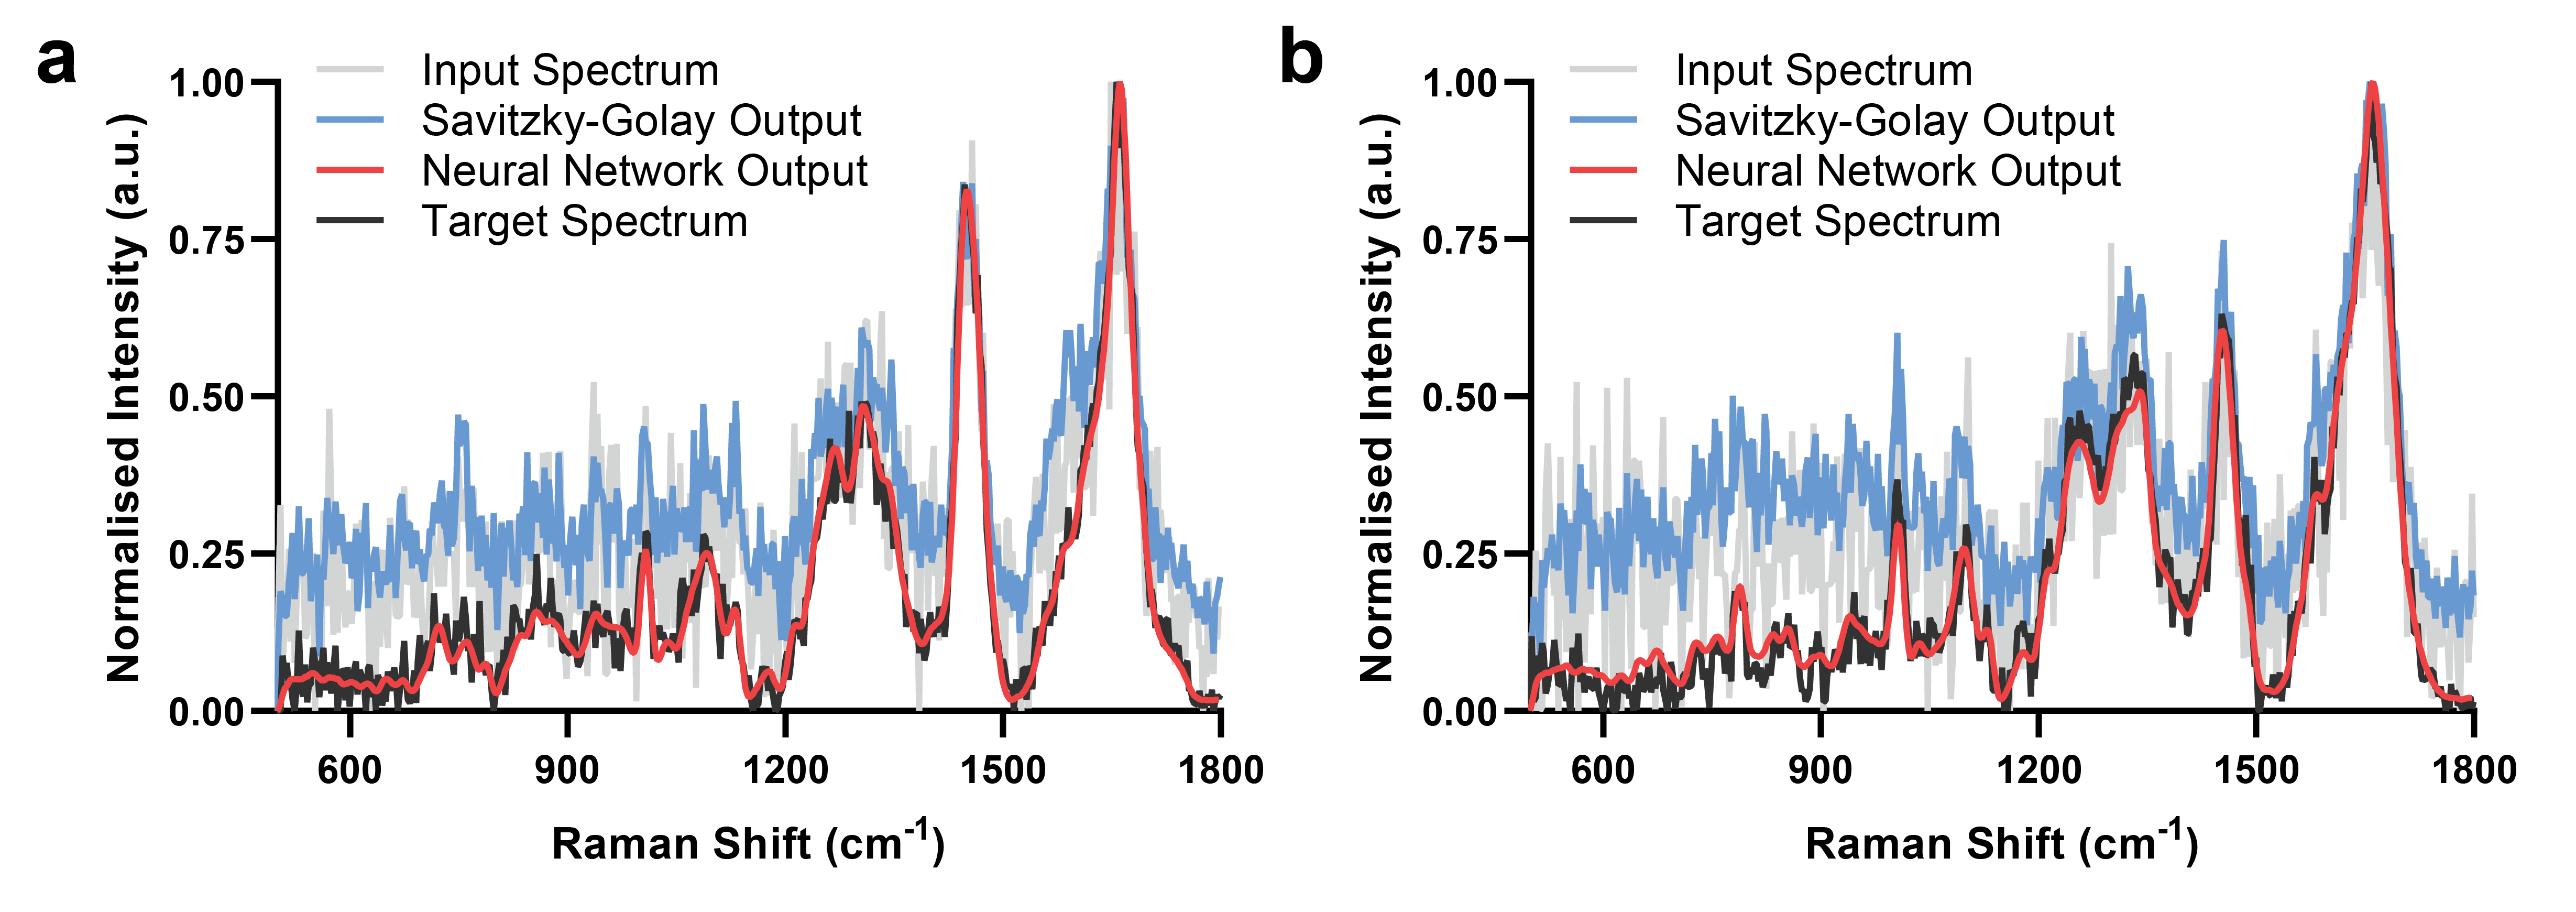 a
Input Spectrum
Savitzky-Golay Output
Neural Network Output
Target Spectrum
Normalised Intensity (a.u.)
1.00
0.75
0.50
0.25
0.00
600 900 1200 1500 1800
Raman Shift (cm-1)
b
Input Spectrum
Savitzky-Golay Output
Neural Network Output
Target Spectrum
Normalised Intensity (a.u.)
1.00
0.75
0.50
0.25
0.00
600 900 1200 1500 1800
Raman Shift (cm-1)